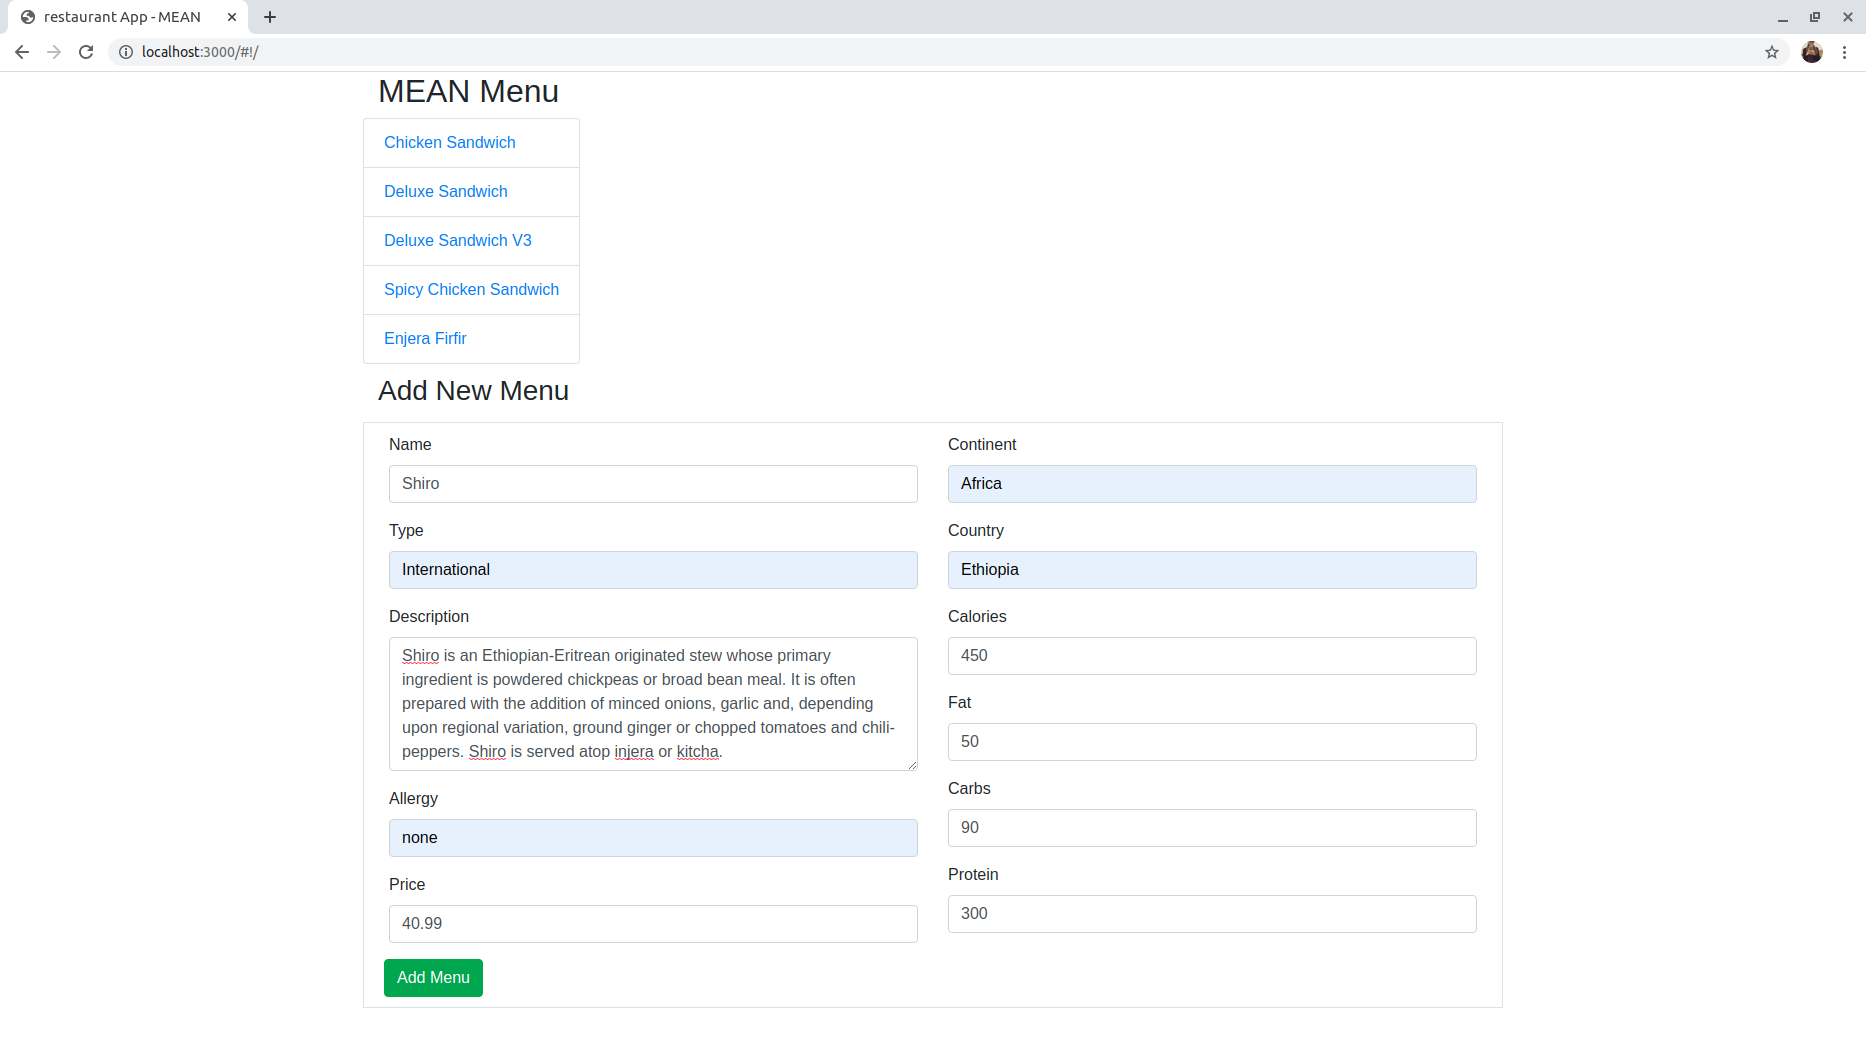 restaurant App - MEAN
localhost:3000/#!/
MEAN Menu
Chicken Sandwich
Deluxe Sandwich
Deluxe Sandwich V3
Spicy Chicken Sandwich
Enjera Firfir
Add New Menu
Name
Shiro
Type
International
Description
Shiro is an Ethiopian-Eritrean originated stew whose primary
ingredient is powdered chickpeas or broad bean meal. It is often
prepared with the addition of minced onions, garlic and, depending
upon regional variation, ground ginger or chopped tomatoes and chili-
peppers. Shiro is served atop injera or kitcha.
Allergy
none
Price
40.99
Continent
Africa
Country
Ethiopia
Calories
450
Fat
50
Carbs
90
Protein
300
Add Menu